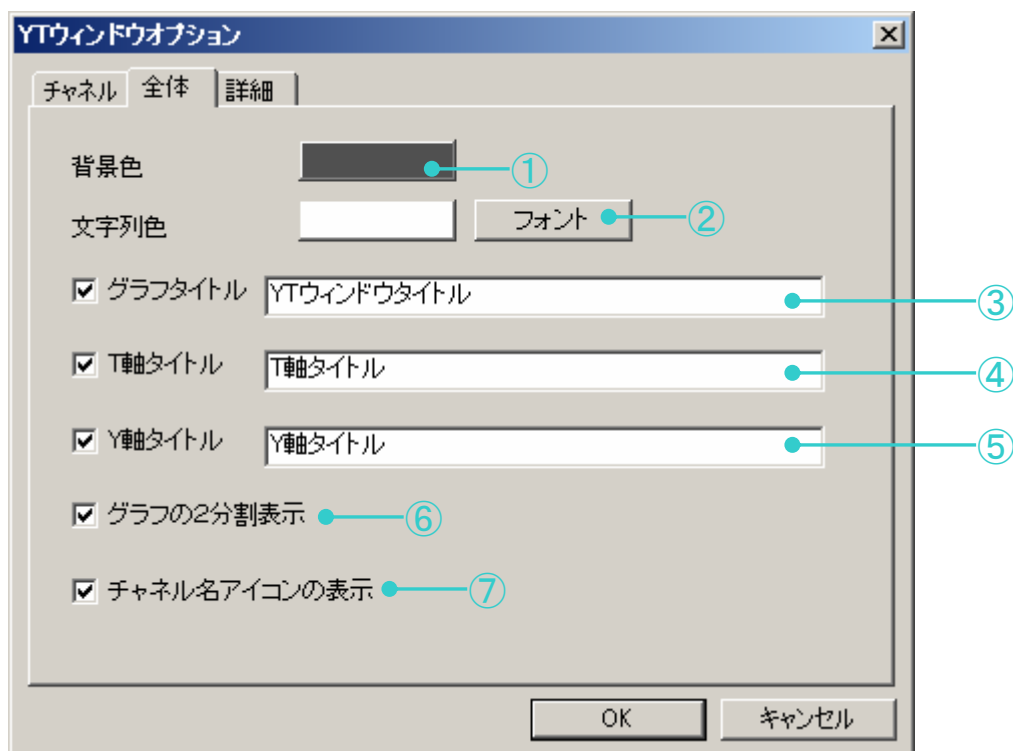 YTウィンドウオプション
チャネル 全体 詳細
背景色 ①
文字列色 フォント ②
グラフタイトル YTウィンドウタイトル ③
T軸タイトル T軸タイトル ④
Y軸タイトル Y軸タイトル ⑤
グラフの2分割表示 ⑥
チャネル名アイコンの表示 ⑦
OK キャンセル